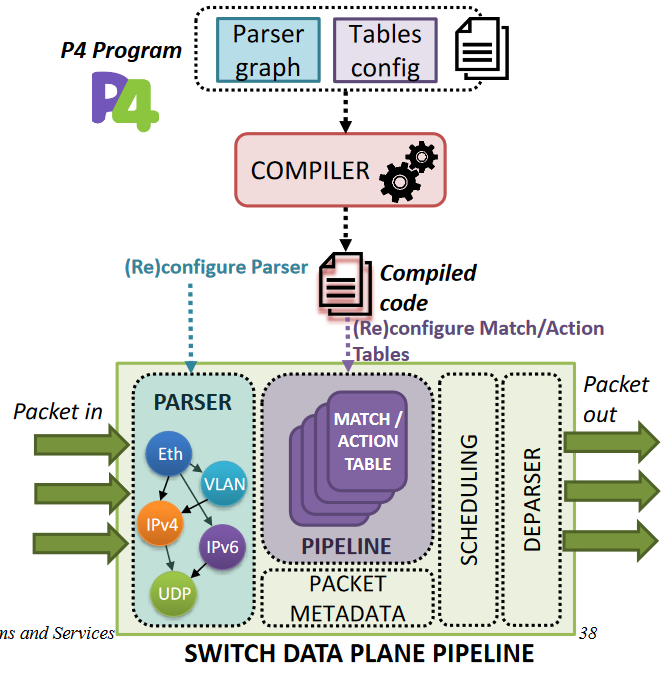 P4 Program
P4
Parser
graph
Tables
config
COMPILER
(Re)configure Parser
Compiled
code
(Re)configure Match/Action
Tables
Packet in
PARSER
Eth
VLAN
IPv4
IPv6
UDP
MATCH /
ACTION
TABLE
PIPELINE
PACKET
METADATA
SCHEDULING
DEPARSER
Packet
out
ms and Services
38
SWITCH DATA PLANE PIPELINE